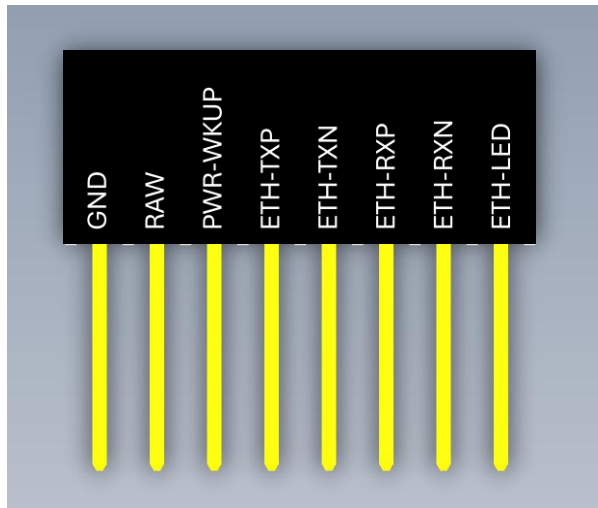 GND
RAW
PWR-WKUP
ETH-TXP
ETH-TXN
ETH-RXP
ETH-RXN
ETH-LED